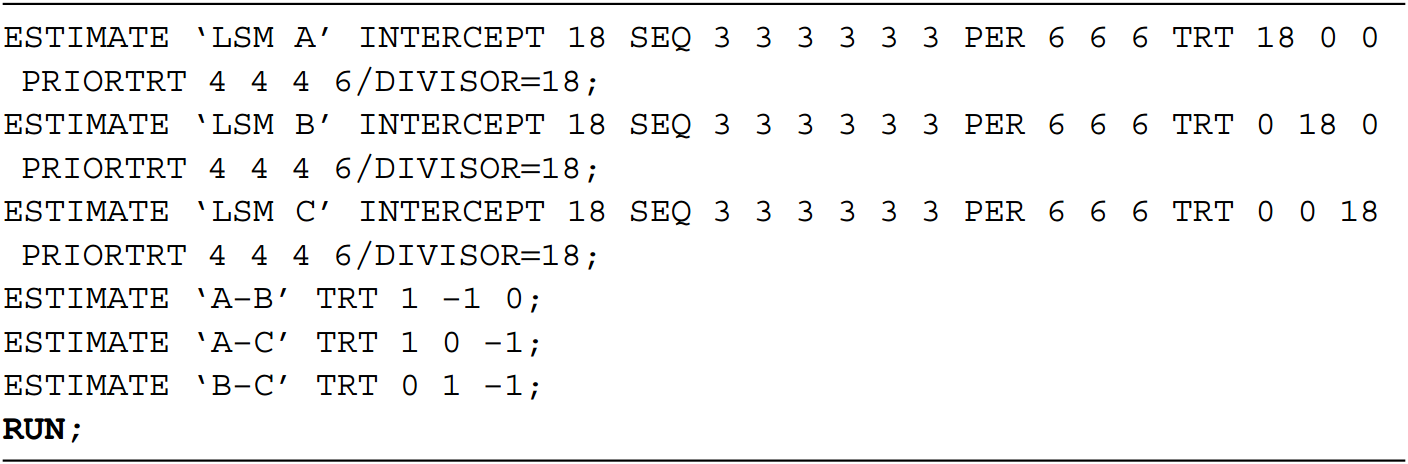 ESTIMATE ‘LSM A’ INTERCEPT 18 SEQ 3 3 3 3 3 3 PER 6 6 6 TRT 18 0 0
PRIORTRT 4 4 4 6/DIVISOR=18;
ESTIMATE ‘LSM B’ INTERCEPT 18 SEQ 3 3 3 3 3 3 PER 6 6 6 TRT 0 18 0
PRIORTRT 4 4 4 6/DIVISOR=18;
ESTIMATE ‘LSM C’ INTERCEPT 18 SEQ 3 3 3 3 3 3 PER 6 6 6 TRT 0 0 18
PRIORTRT 4 4 4 6/DIVISOR=18;
ESTIMATE ‘A–B’ TRT 1 –1 0;
ESTIMATE ‘A–C’ TRT 1 0 –1;
ESTIMATE ‘B–C’ TRT 0 1 –1;
RUN;